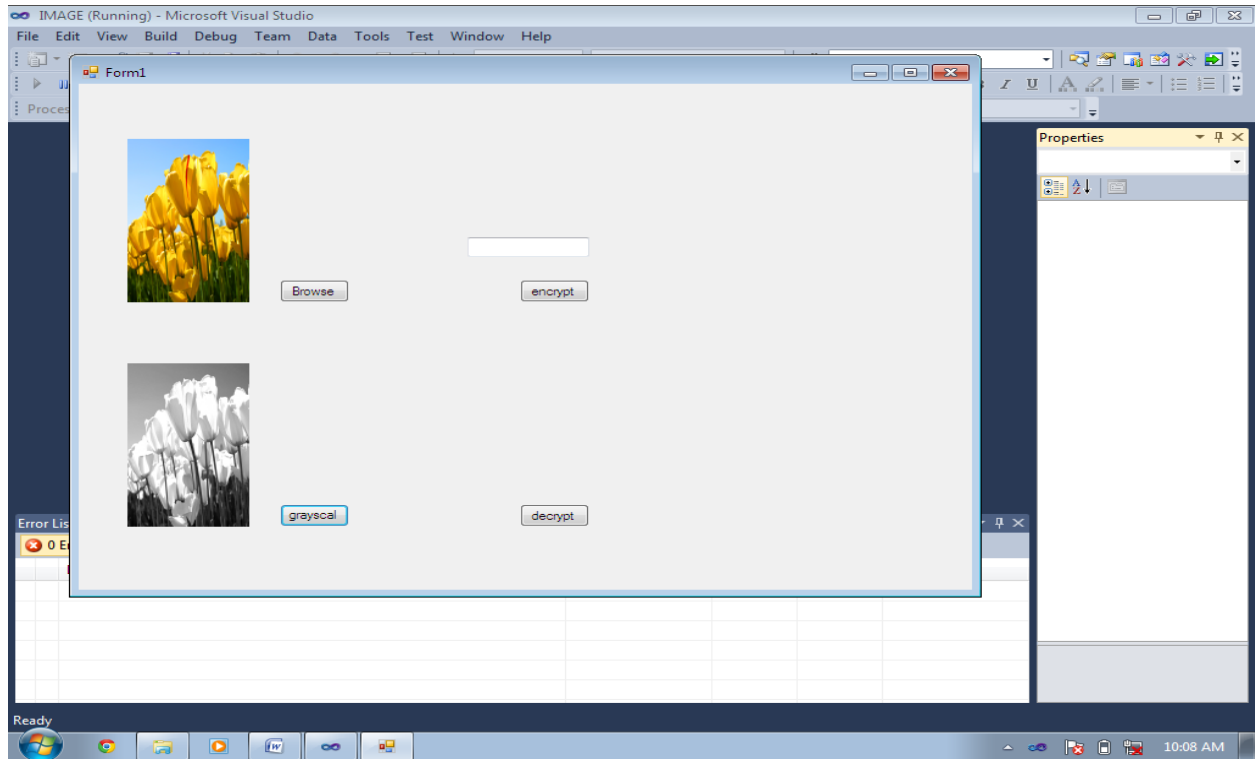 IMAGE (Running) - Microsoft Visual Studio
File Edit View Build Debug Team Data Tools Test Window Help
Form1
I U A
Proces
Properties
Browse
encrypt
grayscal
decrypt
Error Lis
0 E
Ready
10:08 AM